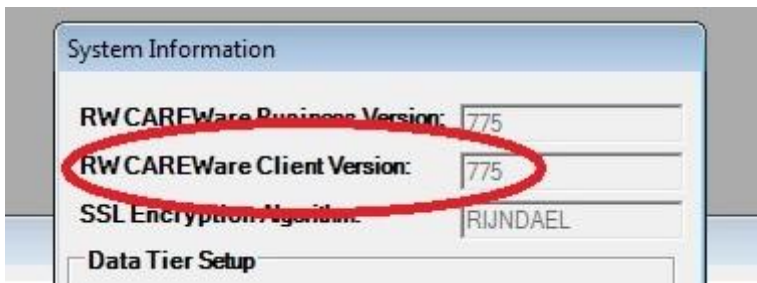 System Information
RW CAREWare Business Version: 775
RW CAREWare Client Version: 775
SSL Encryption Algorithm: RIJNDAEL
Data Tier Setup